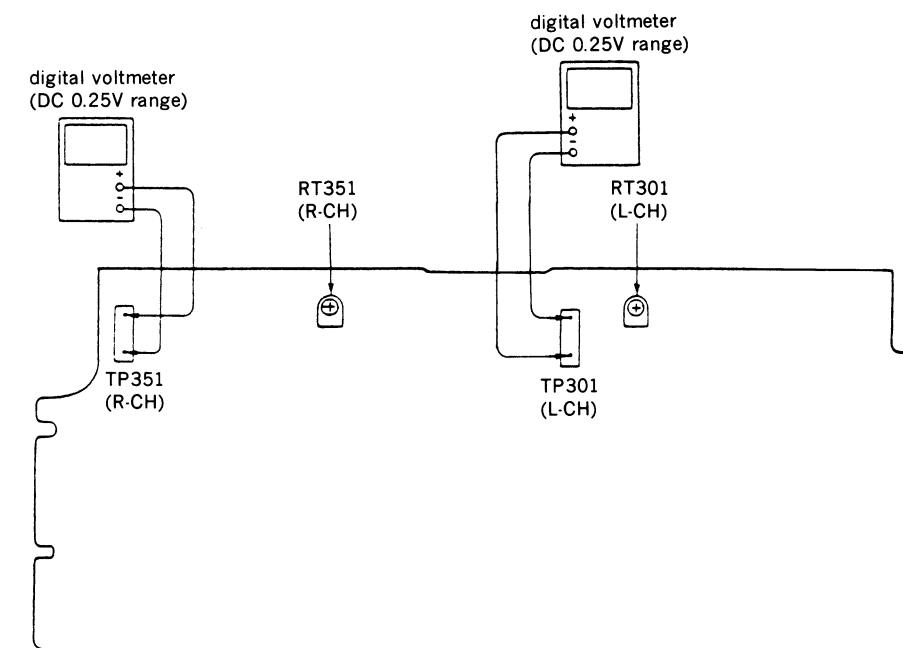 digital voltmeter
(DC 0.25V range)
digital voltmeter
(DC 0.25V range)
+
-
+
-
RT351
(R-CH)
RT301
(L-CH)
TP351
(R-CH)
TP301
(L-CH)